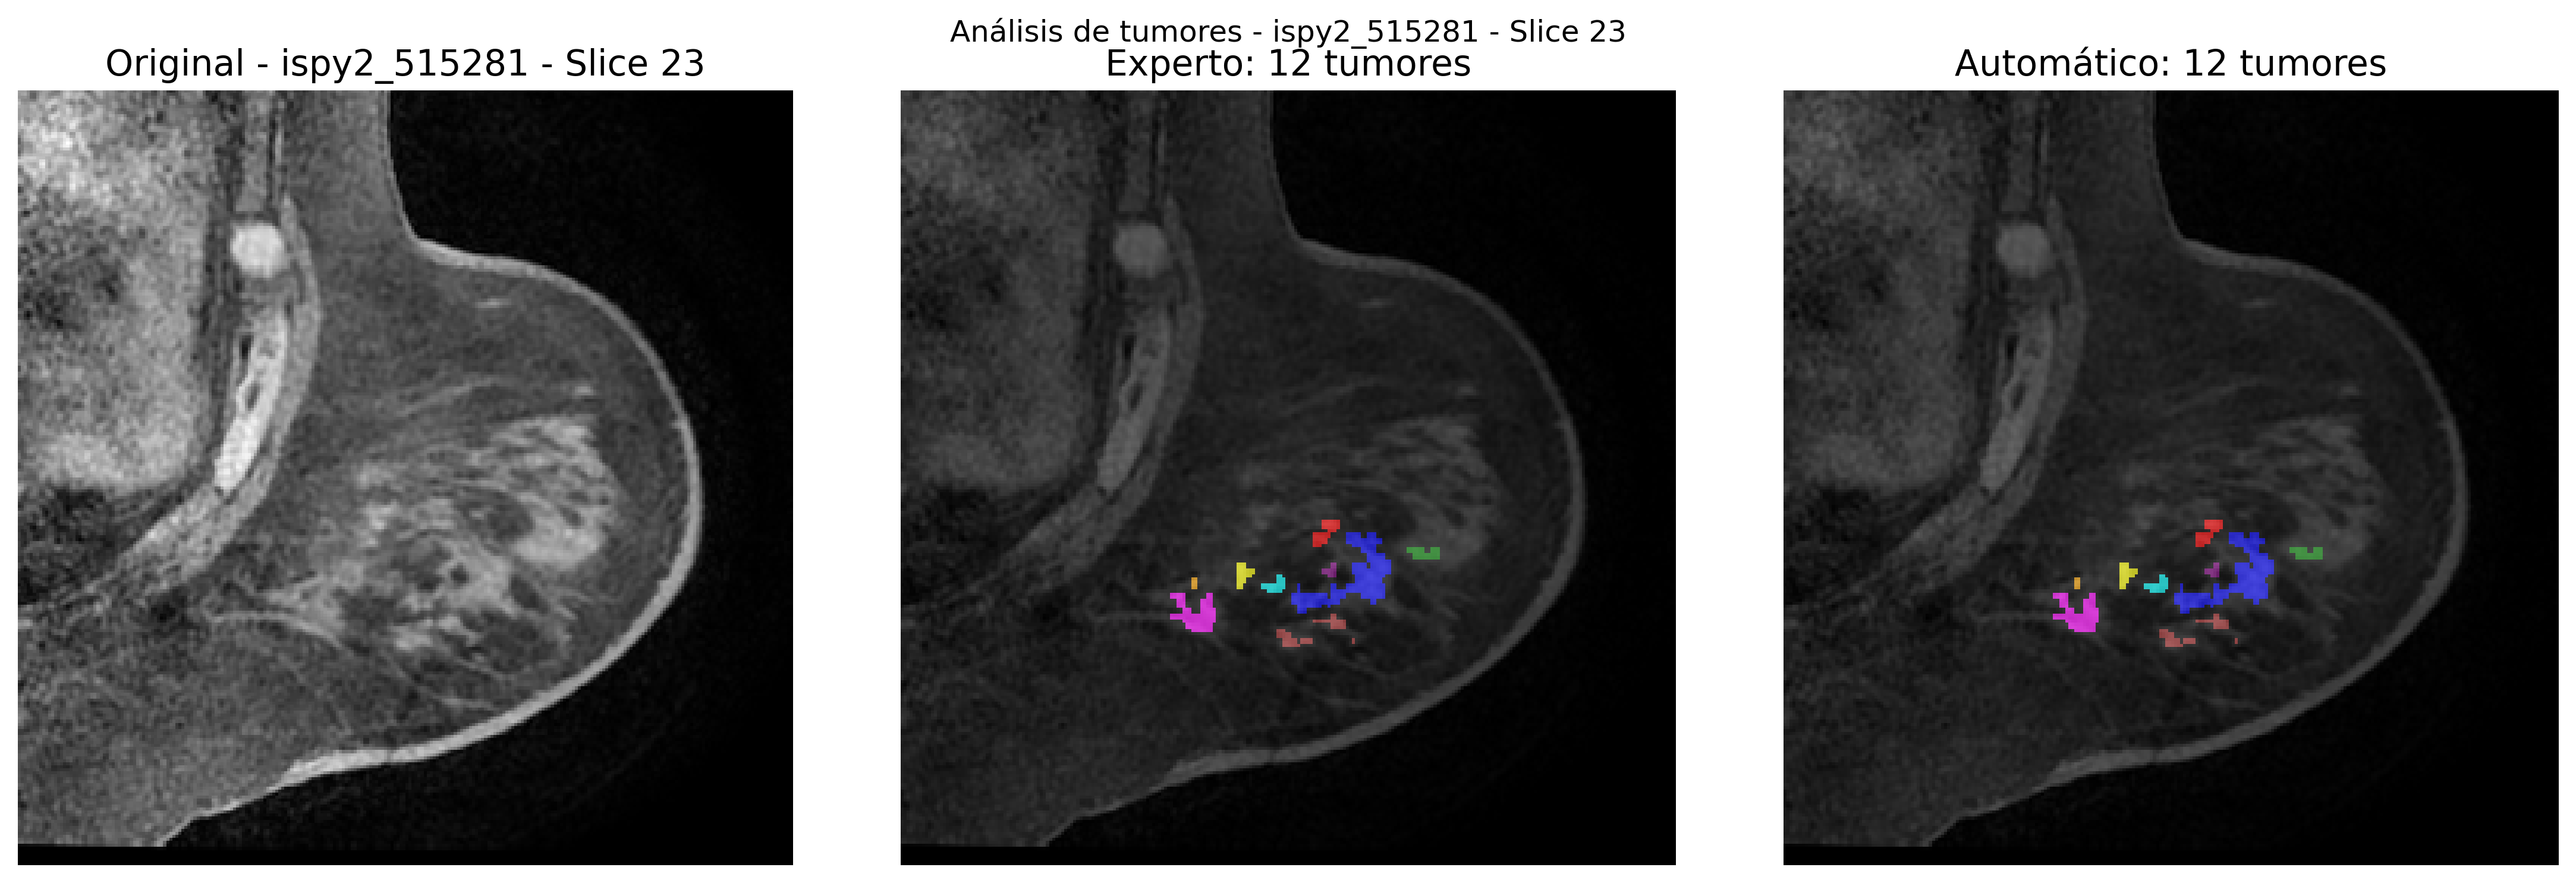 Análisis de tumores - ispy2_515281 - Slice 23
Original - ispy2_515281 - Slice 23
Experto: 12 tumores
Automático: 12 tumores